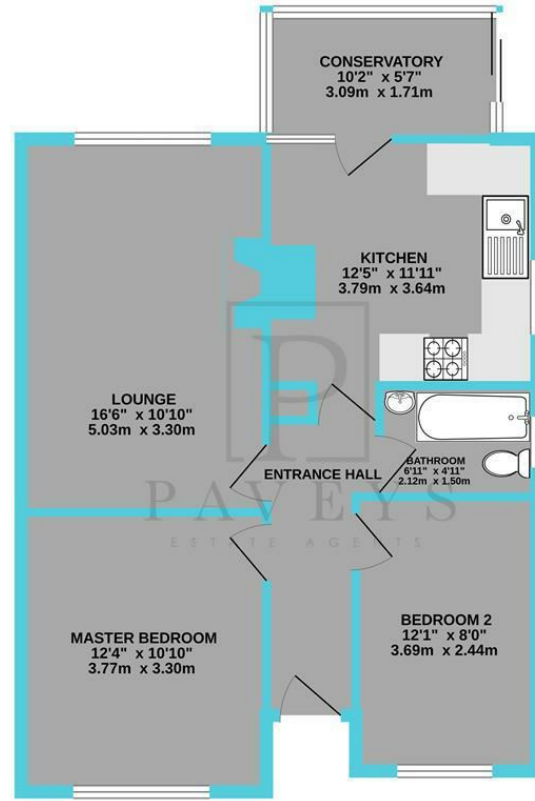 CONSERVATORY
10'2" x 5'7"
3.09m x 1.71m
KITCHEN
12'5" x 11'11"
3.79m x 3.64m
LOUNGE
16'6" x 10'10"
5.03m x 3.30m
BATHROOM
6'11" x 4'11"
2.12m x 1.50m
ENTRANCE HALL
PAVEYS
ESTATE AGENTS
MASTER BEDROOM
12'4" x 10'10"
3.77m x 3.30m
BEDROOM 2
12'1" x 8'0"
3.69m x 2.44m